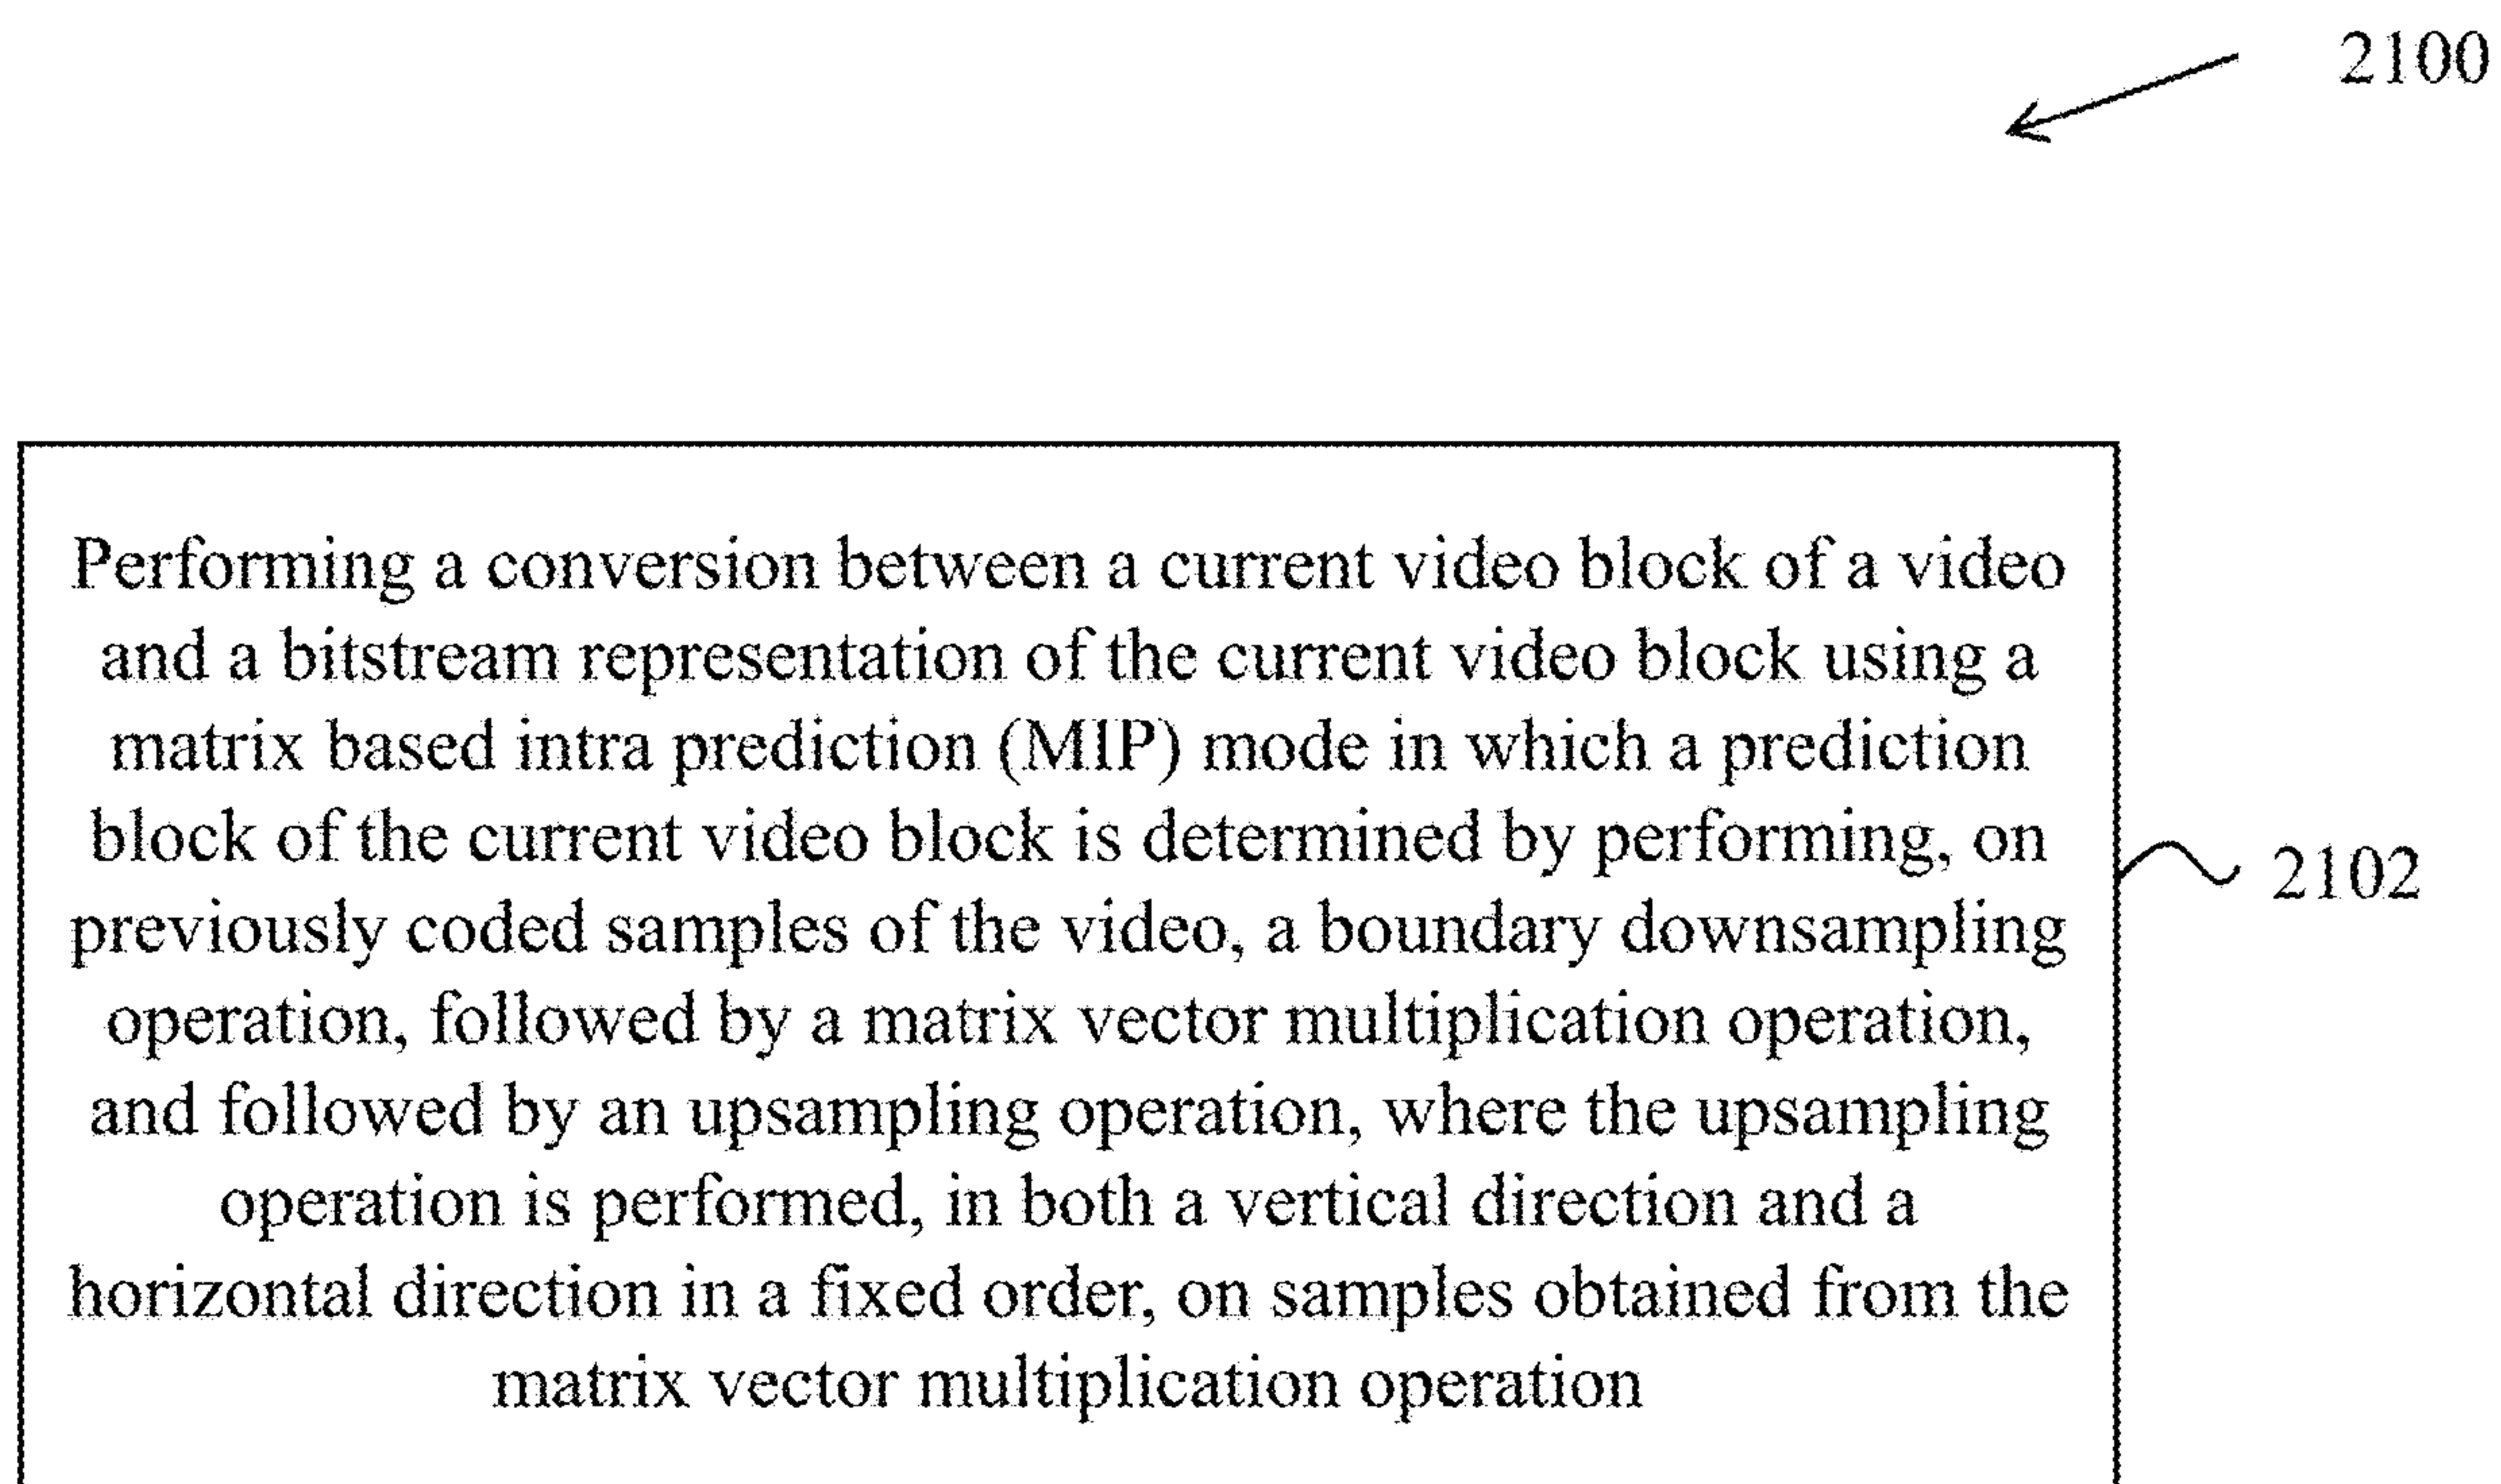 2100
Performing a conversion between a current video block of a video
and a bitstream representation of the current video block using a
matrix based intra prediction (MIP) mode in which a prediction
block of the current video block is determined by performing, on
previously coded samples of the video, a boundary downsampling
operation, followed by a matrix vector multiplication operation,
and followed by an upsampling operation, where the upsampling
operation is performed, in both a vertical direction and a
horizontal direction in a fixed order, on samples obtained from the
matrix vector multiplication operation
2102